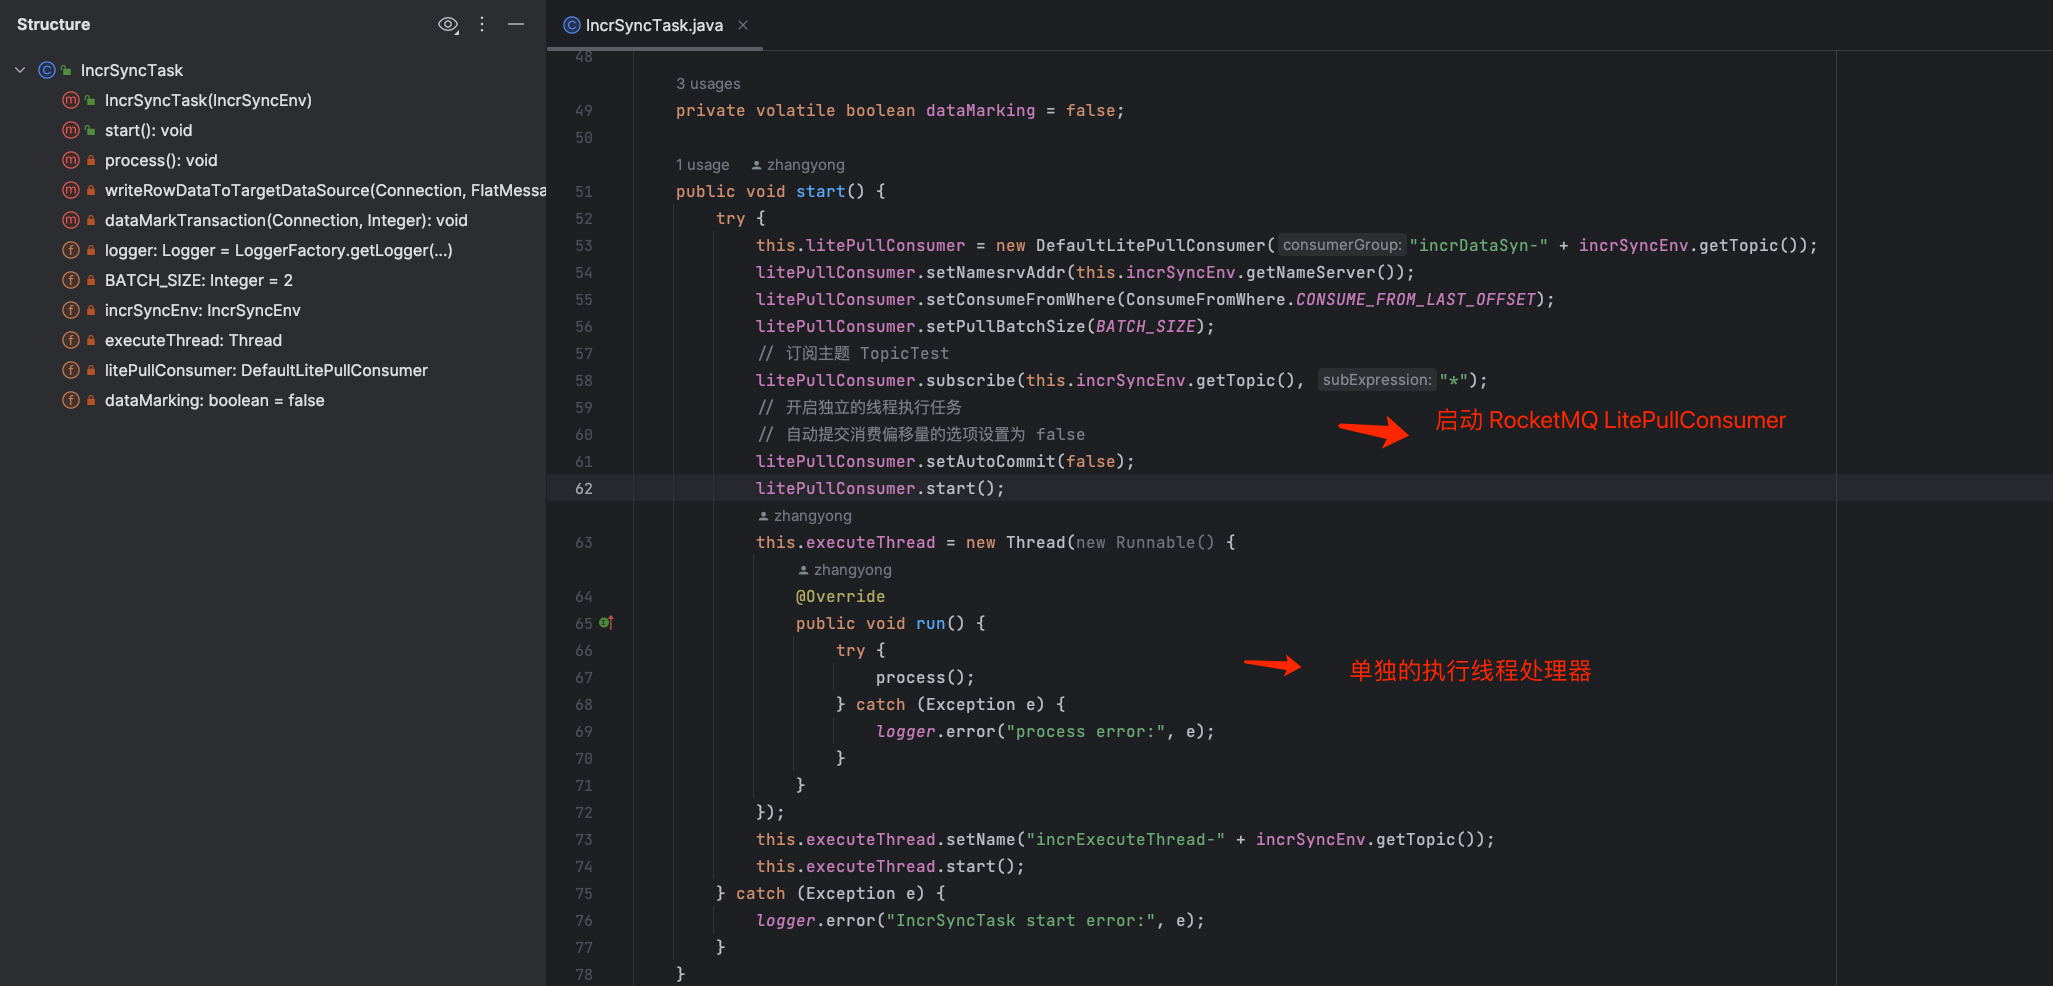 Structure
IncrSyncTask
IncrSyncTask(IncrSyncEnv)
start(): void
process(): void
writeRowDataToTargetDataSource(Connection, FlatMessa
dataMarkTransaction(Connection, Integer): void
logger: Logger = LoggerFactory.getLogger(...)
BATCH_SIZE: Integer = 2
incrSyncEnv: IncrSyncEnv
executeThread: Thread
litePullConsumer: DefaultLitePullConsumer
dataMarking: boolean = false
IncrSyncTask.java
48
3 usages
49 private volatile boolean dataMarking = false;
50
1 usage zhangyong
51 public void start() {
52 try {
53 this.litePullConsumer = new DefaultLitePullConsumer( consumerGroup: "incrDataSyn-" + incrSyncEnv.getTopic());
54 litePullConsumer.setNamesrvAddr(this.incrSyncEnv.getNameServer());
55 litePullConsumer.setConsumeFromWhere(ConsumeFromWhere.CONSUME_FROM_LAST_OFFSET);
56 litePullConsumer.setPullBatchSize(BATCH_SIZE);
57 // 订阅主题 TopicTest
58 litePullConsumer.subscribe(this.incrSyncEnv.getTopic(), subExpression: "*");
59 // 开启独立的线程执行任务
启动 RocketMQ LitePullConsumer
60 // 自动提交消费偏移量的选项设置为 false
61 litePullConsumer.setAutoCommit(false);
62 litePullConsumer.start();
zhangyong
63 this.executeThread = new Thread(new Runnable() {
zhangyong
64 @Override
65 public void run() {
66 try {
67 process();
单独的执行线程处理器
68 } catch (Exception e) {
69 logger.error("process error:", e);
70 }
71 }
72 });
73 this.executeThread.setName("incrExecuteThread-" + incrSyncEnv.getTopic());
74 this.executeThread.start();
75 } catch (Exception e) {
76 logger.error("IncrSyncTask start error:", e);
77 }
78 }